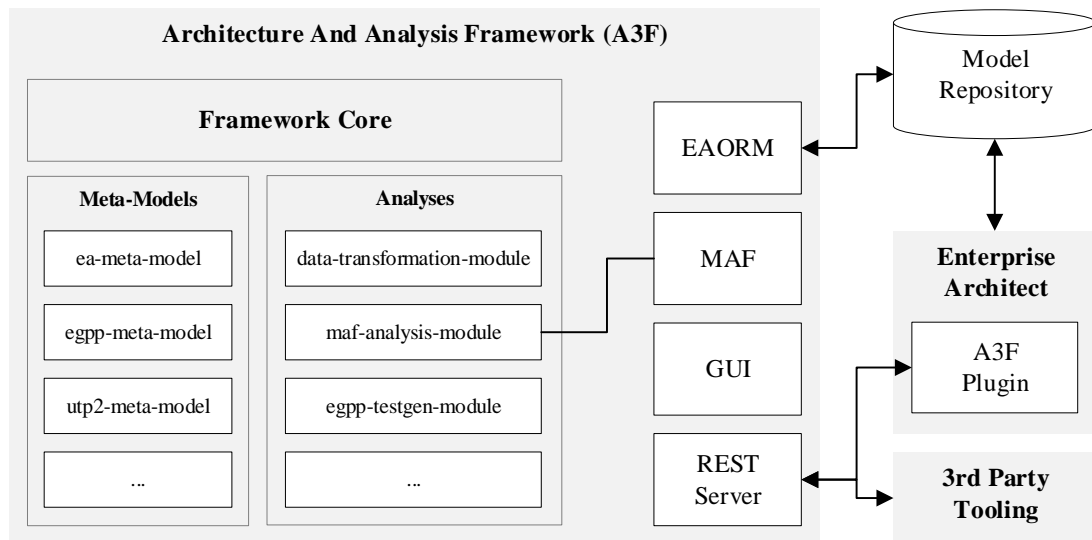 Architecture And Analysis Framework (A3F)
Framework Core
Meta-Models
ea-meta-model
egpp-meta-model
utp2-meta-model
...
Analyses
data-transformation-module
maf-analysis-module
egpp-testgen-module
...
EAORM
MAF
GUI
REST
Server
Model
Repository
Enterprise
Architect
A3F
Plugin
3rd Party
Tooling